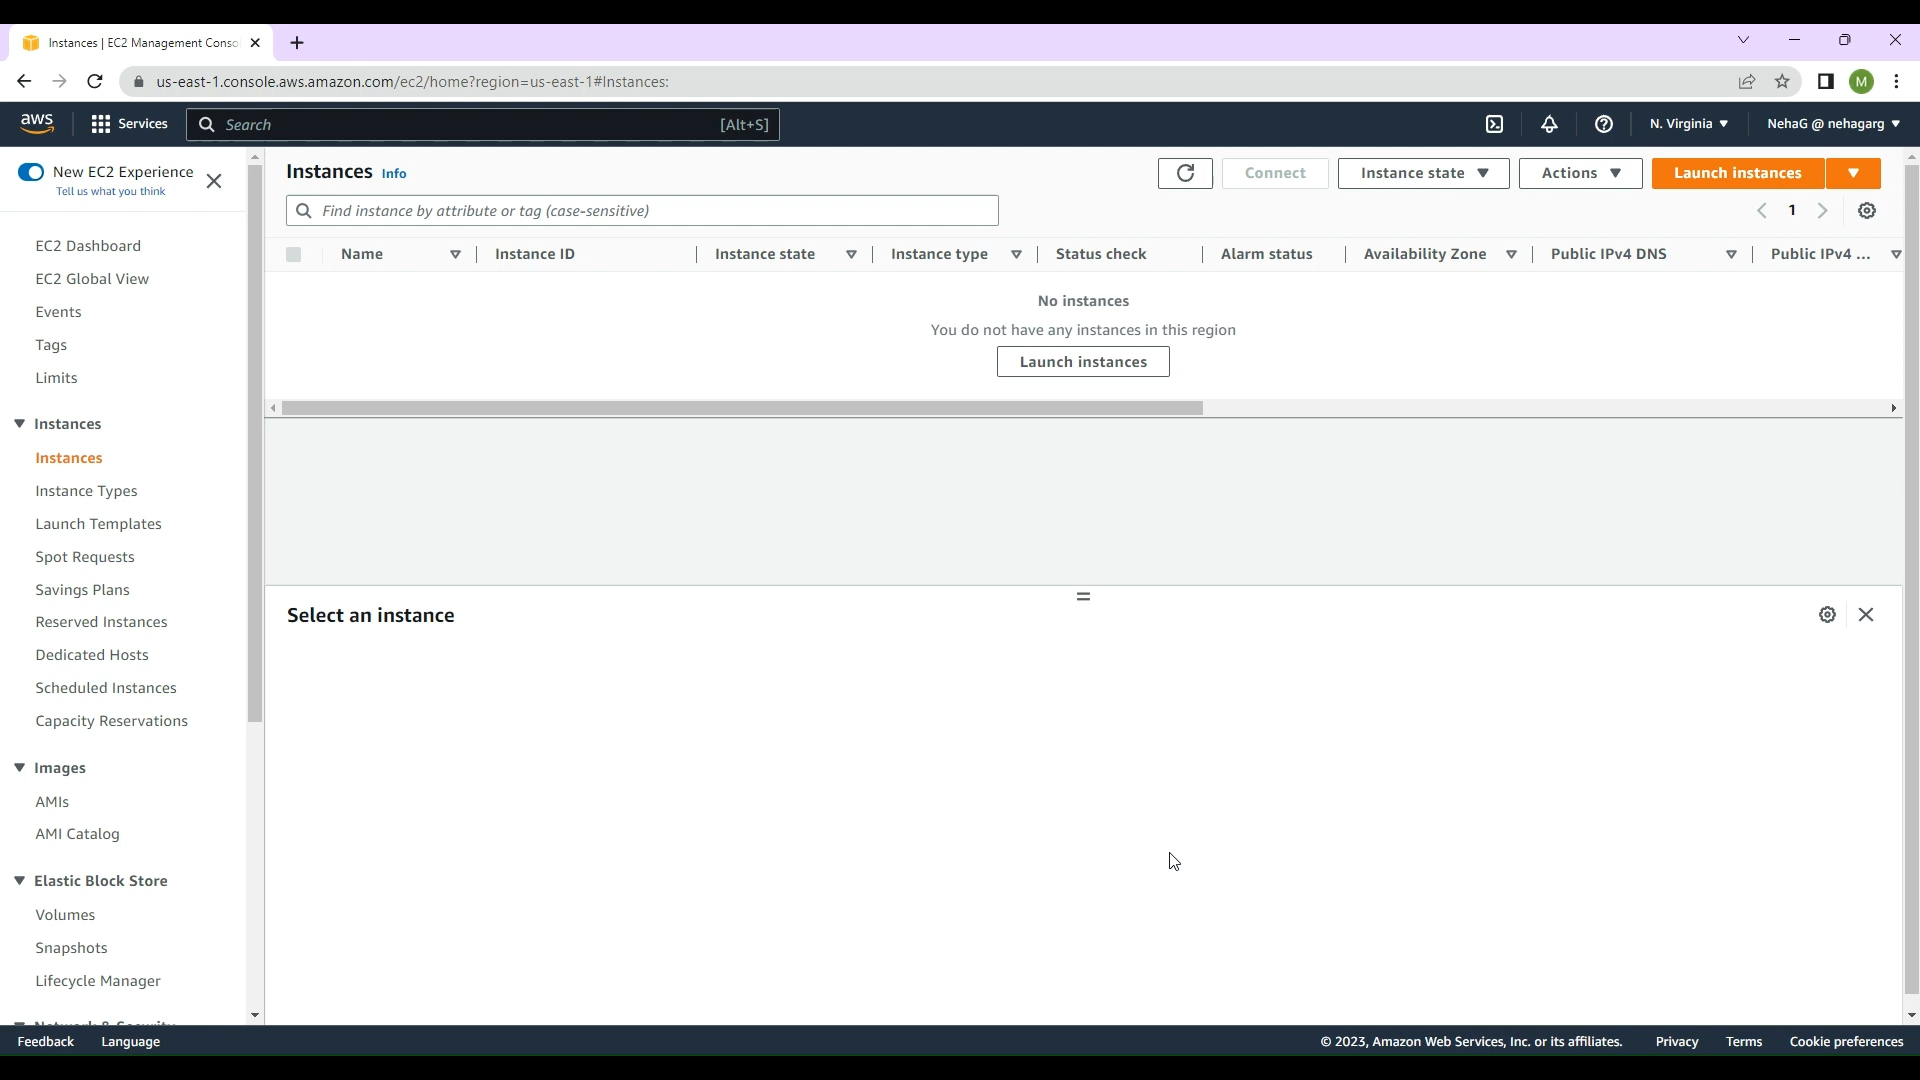 Instances | EC2 Management Conso
us-east-1.console.aws.amazon.com/ec2/home?region=us-east-1#Instances:
aws Services Search [Alt+S] N. Virginia NehaG @ nehagarg
New EC2 Experience
Tell us what you think
EC2 Dashboard
EC2 Global View
Events
Tags
Limits
Instances
Instances
Instance Types
Launch Templates
Spot Requests
Savings Plans
Reserved Instances
Dedicated Hosts
Scheduled Instances
Capacity Reservations
Images
AMIs
AMI Catalog
Elastic Block Store
Volumes
Snapshots
Lifecycle Manager
Network & Security
Instances Info Connect Instance state Actions Launch instances
Find instance by attribute or tag (case-sensitive) 1
Name Instance ID Instance state Instance type Status check Alarm status Availability Zone Public IPv4 DNS Public IPv4 ...
No instances
You do not have any instances in this region
Launch instances
Select an instance
Feedback Language © 2023, Amazon Web Services, Inc. or its affiliates. Privacy Terms Cookie preferences
M